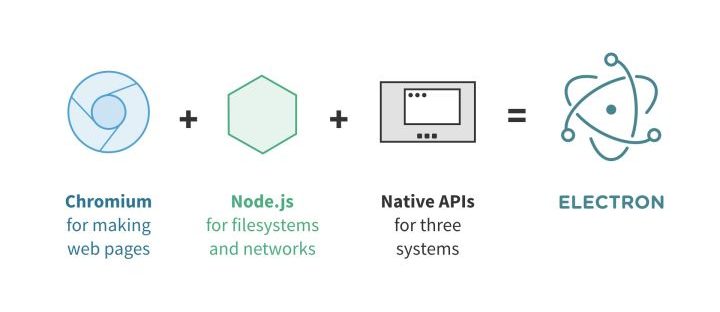 + + =
Chromium
for making
web pages
Node.js
for filesystems
and networks
Native APIs
for three
systems
ELECTRON